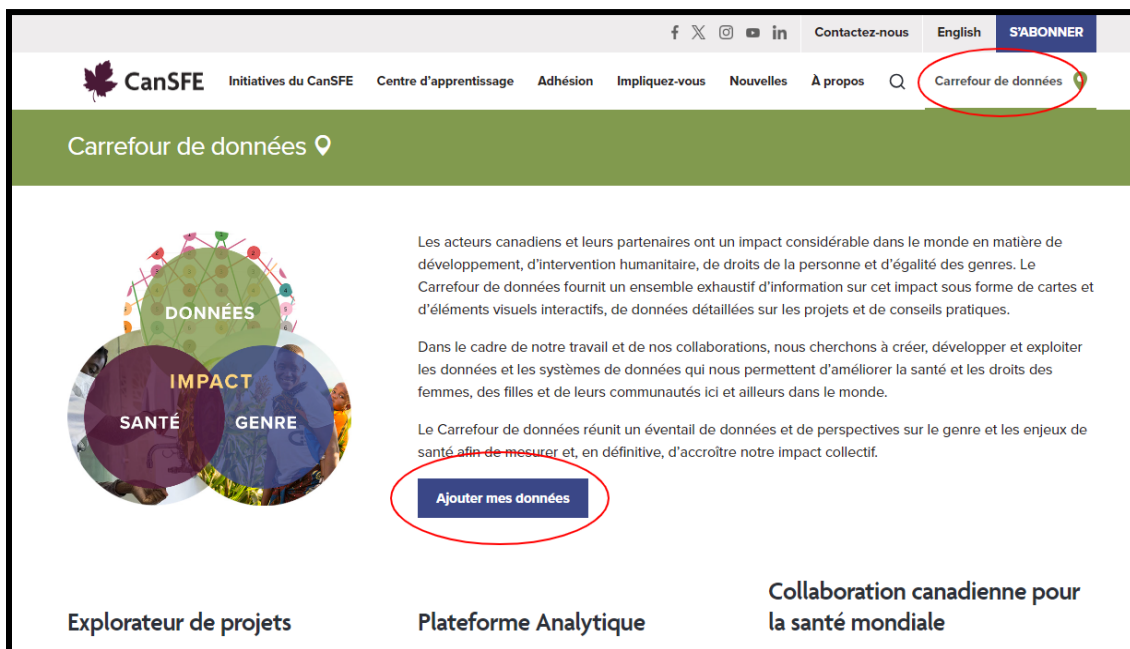 Contactez-nous English S'ABONNER
CanSFE Initiatives du CanSFE Centre d'apprentissage Adhésion Impliquez-vous Nouvelles À propos Carrefour de données
Carrefour de données
DONNÉES
IMPACT
SANTÉ GENRE
Les acteurs canadiens et leurs partenaires ont un impact considérable dans le monde en matière de
développement, d'intervention humanitaire, de droits de la personne et d'égalité des genres. Le
Carrefour de données fournit un ensemble exhaustif d'information sur cet impact sous forme de cartes et
d'éléments visuels interactifs, de données détaillées sur les projets et de conseils pratiques.
Dans le cadre de notre travail et de nos collaborations, nous cherchons à créer, développer et exploiter
les données et les systèmes de données qui nous permettent d'améliorer la santé et les droits des
femmes, des filles et de leurs communautés ici et ailleurs dans le monde.
Le Carrefour de données réunit un éventail de données et de perspectives sur le genre et les enjeux de
santé afin de mesurer et, en définitive, d'accroître notre impact collectif.
Ajouter mes données
Explorateur de projets
Plateforme Analytique
Collaboration canadienne pour
la santé mondiale